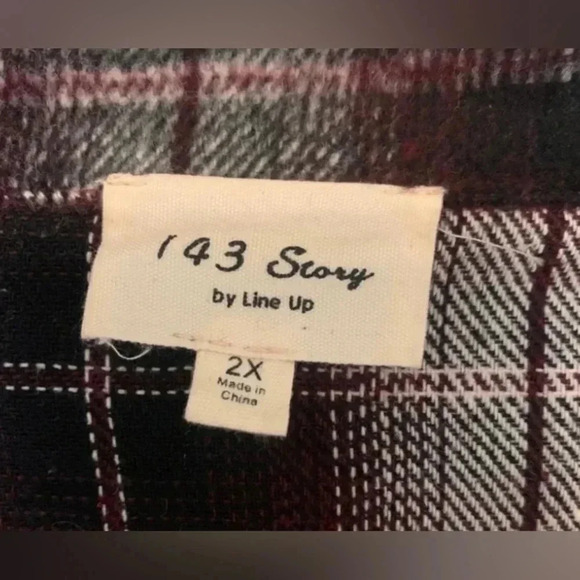 143 Story
by Line Up
2X
Made in
China